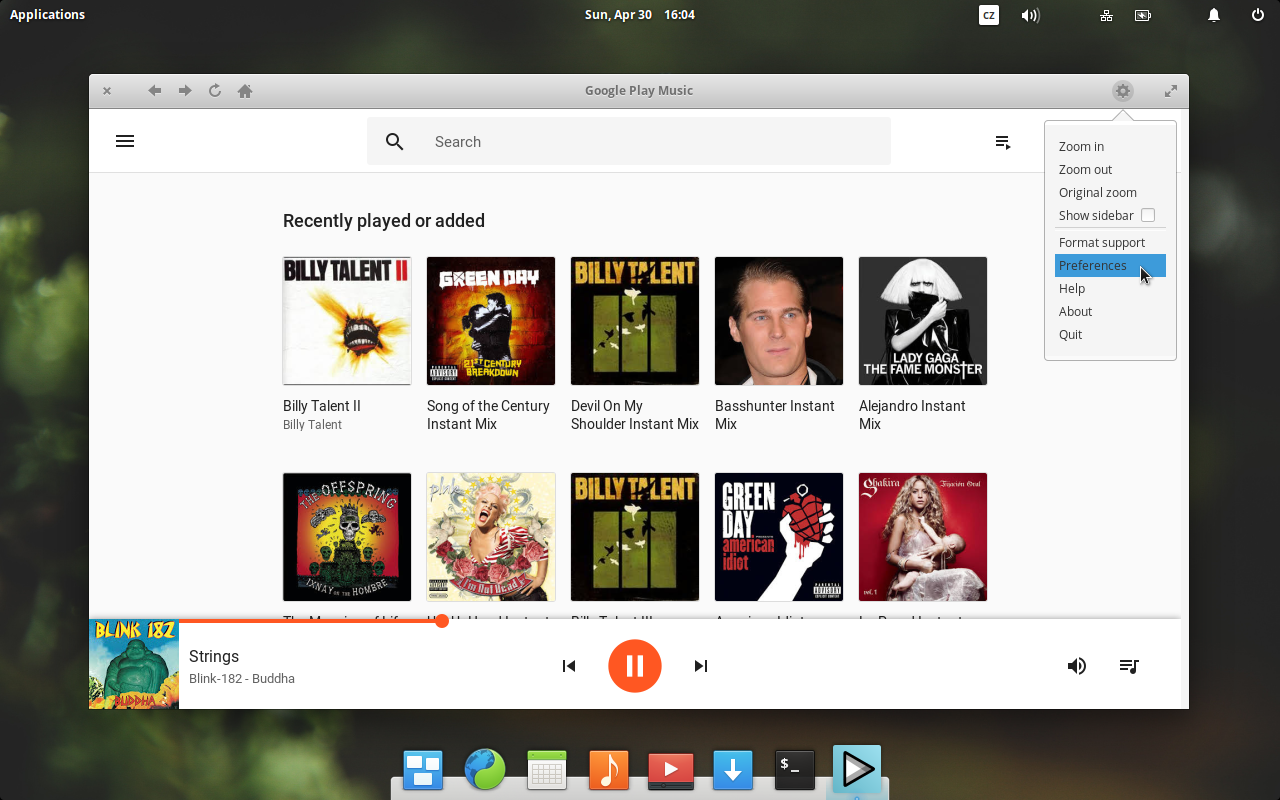 Applications
Sun, Apr 30 16:04
CZ
Google Play Music
Search
Zoom in
Zoom out
Original zoom
Show sidebar
Format support
Preferences
Help
About
Quit
Recently played or added
BILLY TALENT II
GREEN DAY
21ST CENTURY BREAKDOWN
BILLY TALENT
LADY GAGA
THE FAME MONSTER
Billy Talent II
Billy Talent
Song of the Century
Instant Mix
Devil On My
Shoulder Instant Mix
Basshunter Instant
Mix
Alejandro Instant
Mix
THE OFFSPRING
IXNAY ON THE HOMBRE
p!nk
I'm Not Dead
BILLY TALENT
GREEN
DAY
american
idiot
Shakira
Fijación Oral
vol. 1
BLINK 182
BUDDHA
Strings
Blink-182 - Buddha
$_